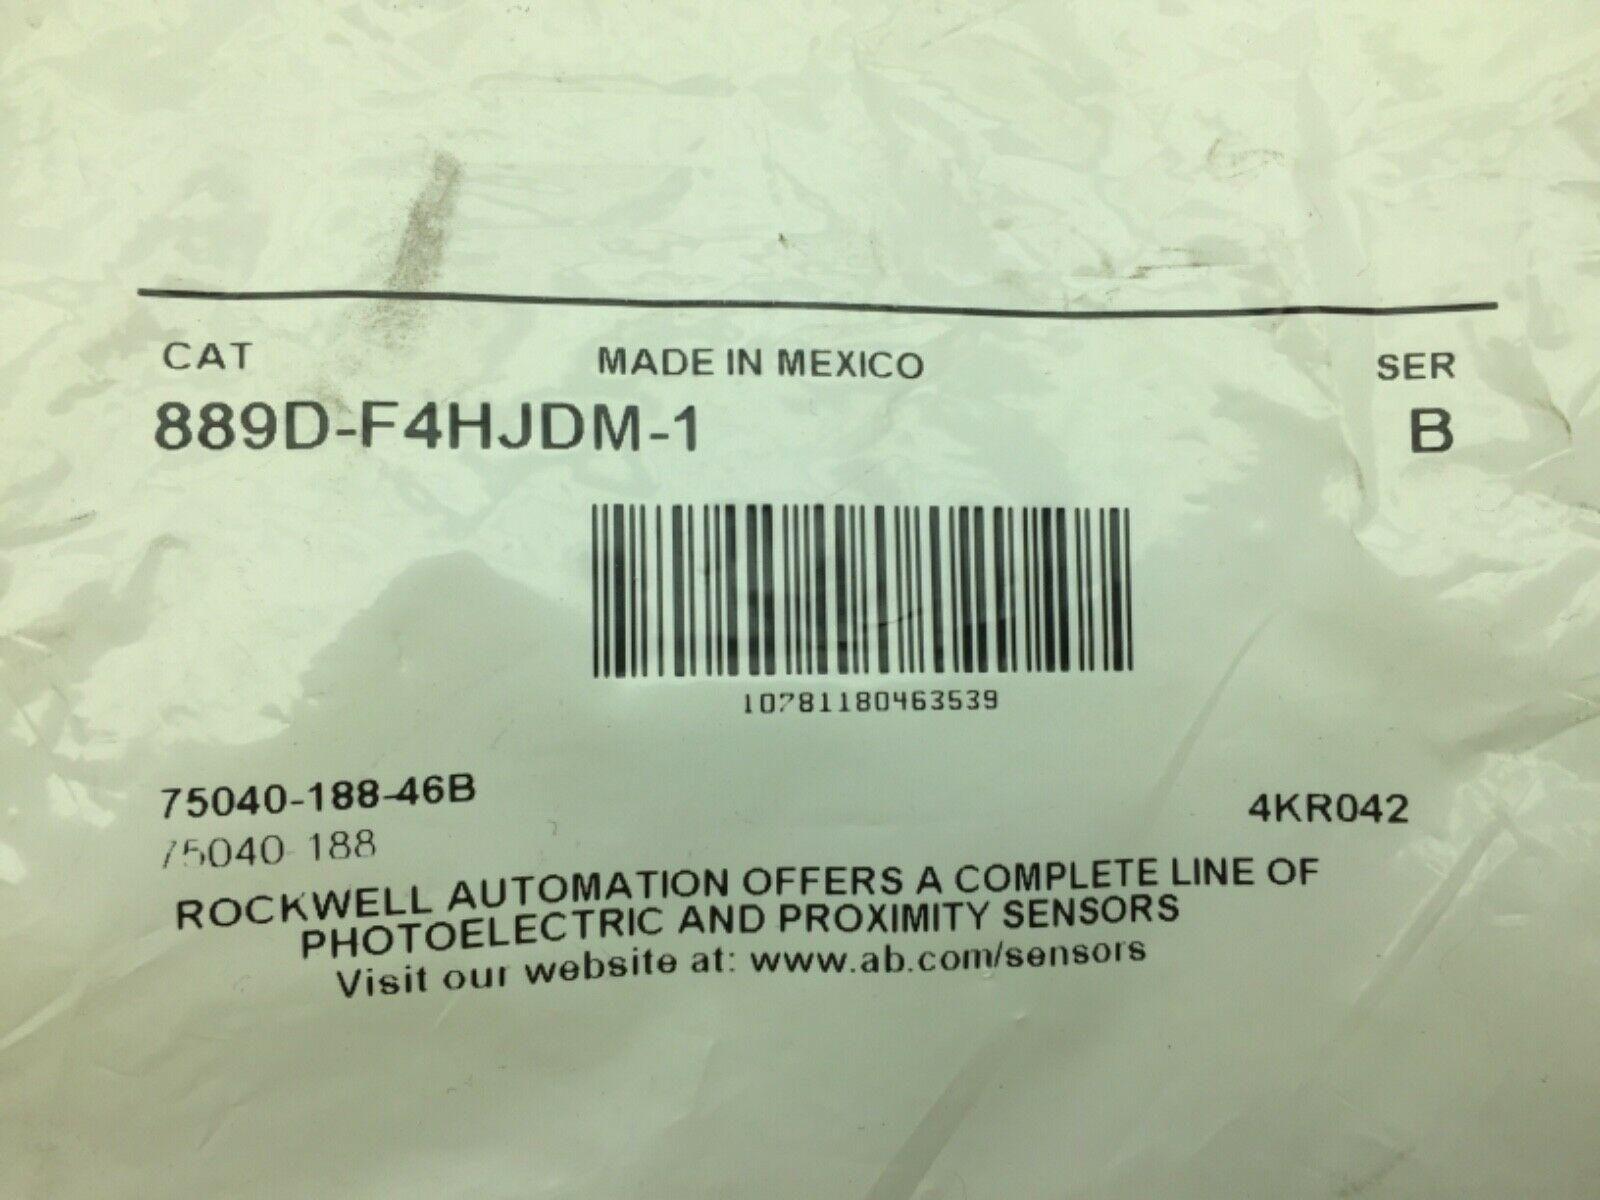 CAT MADE IN MEXICO SER
889D-F4HJDM-1 B
10781180463539
75040-188-46B 4KR042
75040-188
ROCKWELL AUTOMATION OFFERS A COMPLETE LINE OF
PHOTOELECTRIC AND PROXIMITY SENSORS
Visit our website at: www.ab.com/sensors